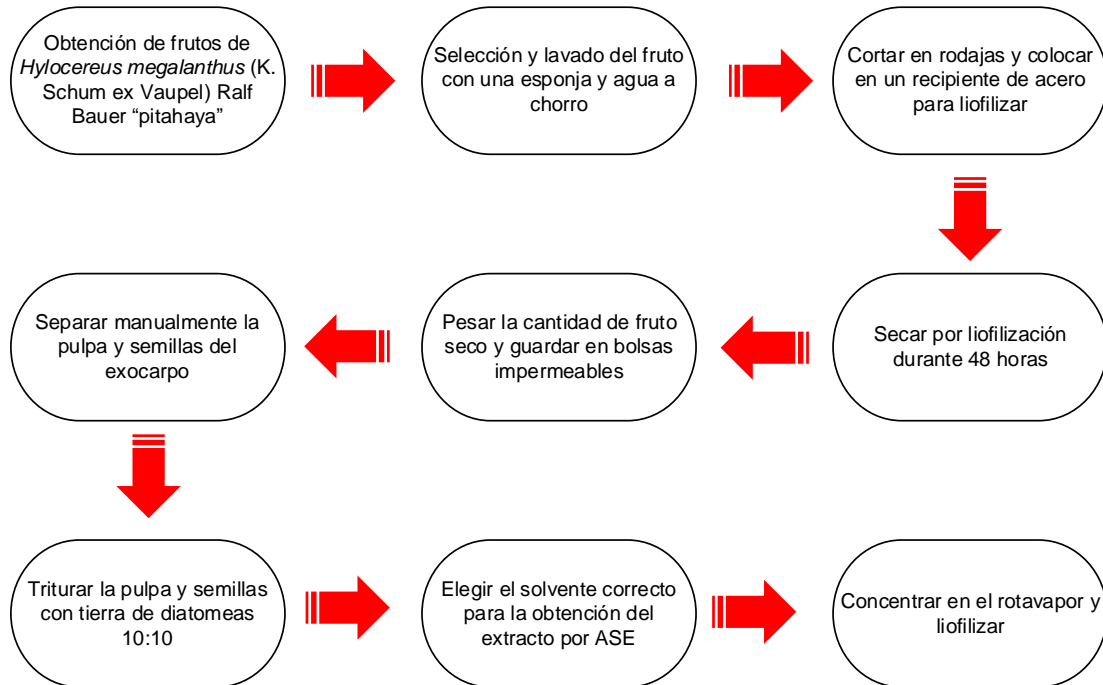 Obtención de frutos de
Hylocereus megalanthus (K.
Schum ex Vaupel) Ralf
Bauer “pitahaya”
Selección y lavado del fruto
con una esponja y agua a
chorro
Cortar en rodajas y colocar
en un recipiente de acero
para liofilizar
Secar por liofilización
durante 48 horas
Pesar la cantidad de fruto
seco y guardar en bolsas
impermeables
Separar manualmente la
pulpa y semillas del
exocarpo
Triturar la pulpa y semillas
con tierra de diatomeas
10:10
Elegir el solvente correcto
para la obtención del
extracto por ASE
Concentrar en el rotavapor y
liofilizar